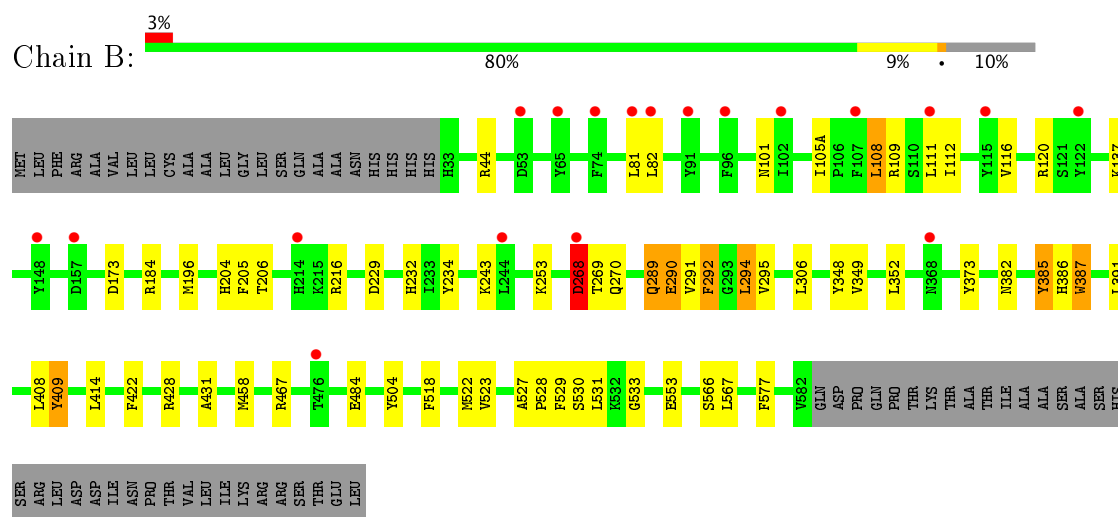 3%
Chain B:
80% 9% • 10%
MET LEU PHE ARG ALA VAL LEU LEU CYS ALA ALA LEU GLY LEU SER GLN ALA ALA ASN HIS HIS HIS HIS H33 R44 D53 Y65 F74 L81 L82 Y91 F96 N101 I102 I105A P106 F107 L108 R109 S110 L111 I112 Y115 V116 R120 S121 Y122 K137
Y148 D157 D173 R184 M196 H204 F205 T206 H214 K215 R216 D229 H232 I233 Y234 K243 L244 K253 D268 T269 Q270 Q289 E290 V291 F292 G293 L294 V295 L306 Y348 V349 L352 N368 Y373 N382 Y385 H386 W387 L391
L408 Y409 L414 F422 R428 A431 M458 R467 T476 E484 Y504 F518 M522 V523 A527 P528 F529 S530 L531 K532 G533 E553 S566 L567 F577 V582 GLN ASP PRO GLN PRO THR LYS THR ALA THR ILE ALA ALA SER ALA SER HIS
SER ARG LEU ASP ASP ILE ASN PRO THR VAL LEU ILE LYS ARG ARG SER THR GLU LEU